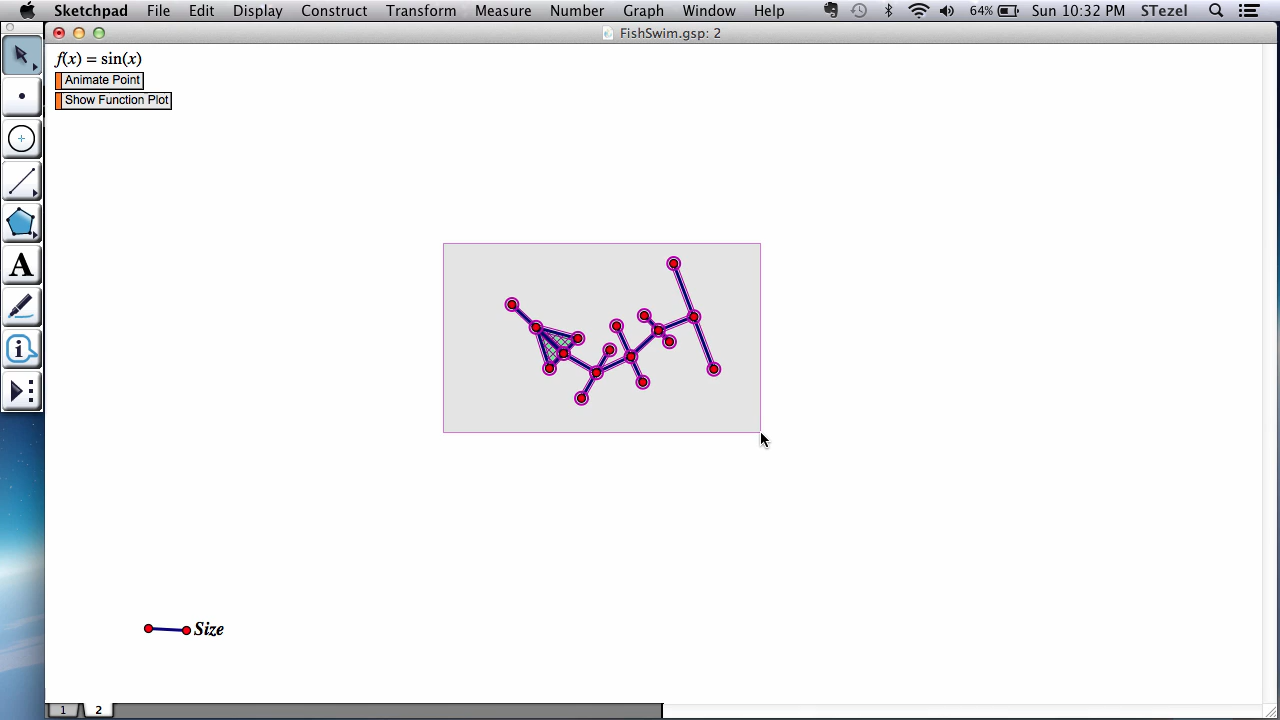 Sketchpad File Edit Display Construct Transform Measure Number Graph Window Help 64% Sun 10:32 PM STezel
FishSwim.gsp: 2
f(x) = sin(x)
Animate Point
Show Function Plot
A
i
Size
1 2